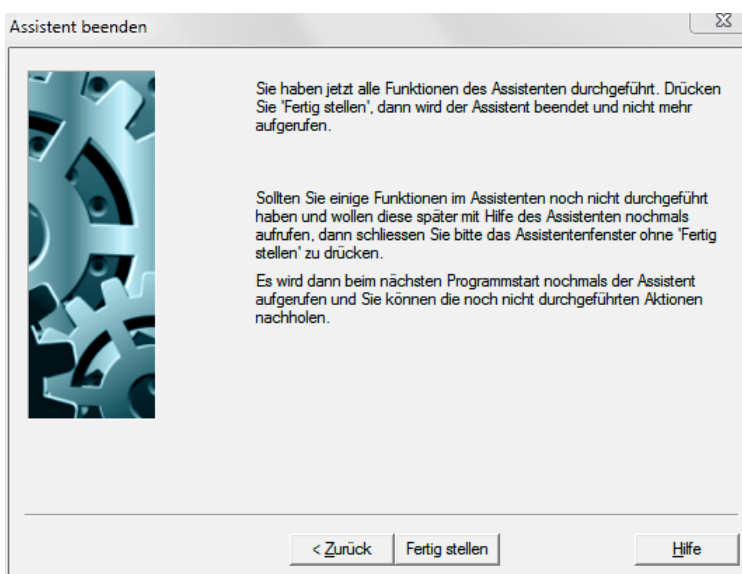 Assistent beenden
Sie haben jetzt alle Funktionen des Assistenten durchgeführt. Drücken
Sie 'Fertig stellen', dann wird der Assistent beendet und nicht mehr
aufgerufen.
Sollten Sie einige Funktionen im Assistenten noch nicht durchgeführt
haben und wollen diese später mit Hilfe des Assistenten nochmals
aufrufen, dann schliessen Sie bitte das Assistentenfenster ohne 'Fertig
stellen' zu drücken.
Es wird dann beim nächsten Programmstart nochmals der Assistent
aufgerufen und Sie können die noch nicht durchgeführten Aktionen
nachholen.
< Zurück Fertig stellen Hilfe